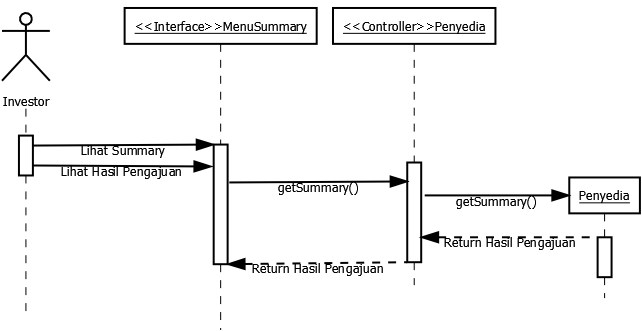 <<Interface>>MenuSummary
<<Controller>>Penyedia
Investor
Lihat Summary
Lihat Hasil Pengajuan
getSummary()
getSummary()
Penyedia
Return Hasil Pengajuan
Return Hasil Pengajuan